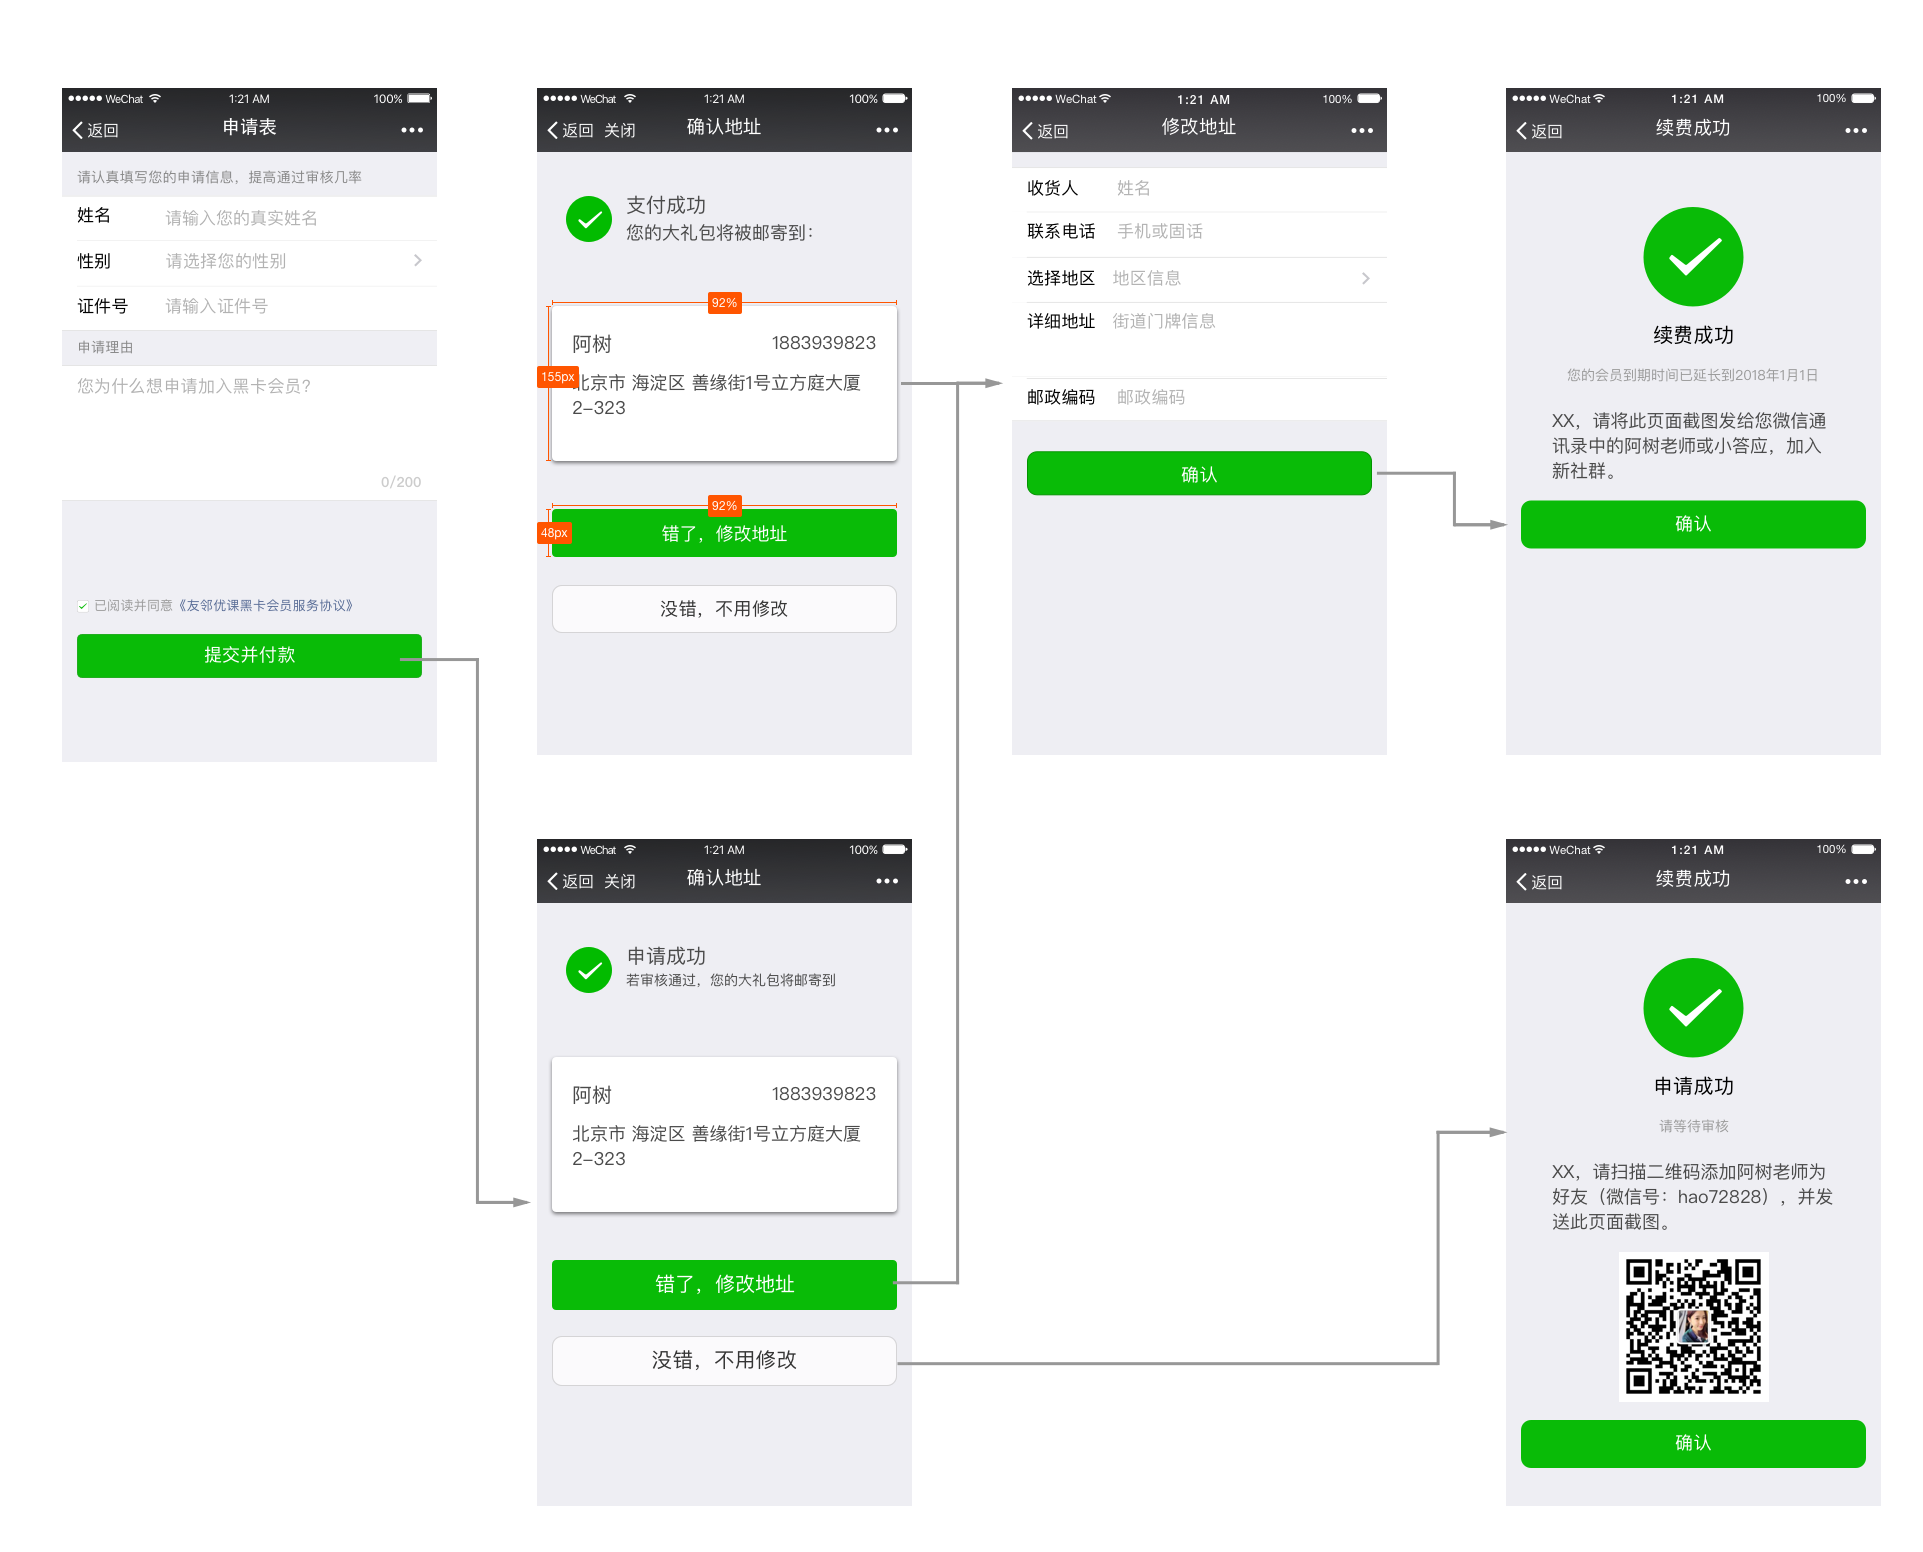 WeChat 1:21 AM 100%
返回 申请表
请认真填写您的申请信息，提高通过审核几率
姓名 请输入您的真实姓名
性别 请选择您的性别
证件号 请输入证件号
申请理由
您为什么想申请加入黑卡会员？
0/200
已阅读并同意《友邻优课黑卡会员服务协议》
提交并付款
WeChat 1:21 AM 100%
返回 关闭 确认地址
支付成功
您的大礼包将被邮寄到：
92%
阿树 1883939823
155px
北京市 海淀区 善缘街1号立方庭大厦
2-323
92%
48px
错了，修改地址
没错，不用修改
WeChat 1:21 AM 100%
返回 修改地址
收货人 姓名
联系电话 手机或固话
选择地区 地区信息
详细地址 街道门牌信息
邮政编码 邮政编码
确认
WeChat 1:21 AM 100%
返回 续费成功
续费成功
您的会员到期时间已延长到2018年1月1日
XX，请将此页面截图发给您微信通
讯录中的阿树老师或小答应，加入
新社群。
确认
WeChat 1:21 AM 100%
返回 关闭 确认地址
申请成功
若审核通过，您的大礼包将邮寄到
阿树 1883939823
北京市 海淀区 善缘街1号立方庭大厦
2-323
错了，修改地址
没错，不用修改
WeChat 1:21 AM 100%
返回 续费成功
申请成功
请等待审核
XX，请扫描二维码添加阿树老师为
好友（微信号：hao72828），并发
送此页面截图。
确认